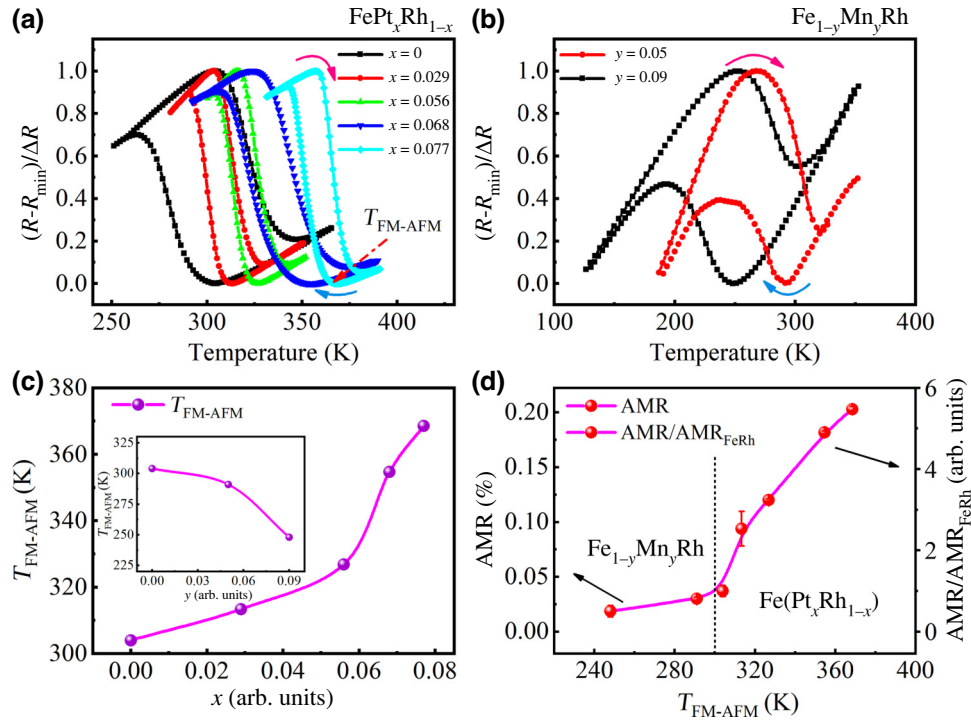 (a)
FePtxRh1−x
x = 0
x = 0.029
x = 0.056
x = 0.068
x = 0.077
TFM-AFM
(R-Rmin)/ΔR
1.0
0.8
0.6
0.4
0.2
0.0
250 300 350 400
Temperature (K)
(b)
Fe1−yMnyRh
y = 0.05
y = 0.09
(R-Rmin)/ΔR
1.0
0.8
0.6
0.4
0.2
0.0
100 200 300 400
Temperature (K)
(c)
TFM-AFM
TFM-AFM (K)
380
360
340
320
300
0.00 0.02 0.04 0.06 0.08
x (arb. units)
TFM-AFM (K)
325
300
275
250
225
0.00 0.03 0.06 0.09
y (arb. units)
(d)
AMR
AMR/AMRFeRh
Fe1−yMnyRh
Fe(PtxRh1−x)
AMR (%)
0.20
0.15
0.10
0.05
0.00
240 280 320 360
TFM-AFM (K)
6
4
2
0
AMR/AMRFeRh (arb. units)